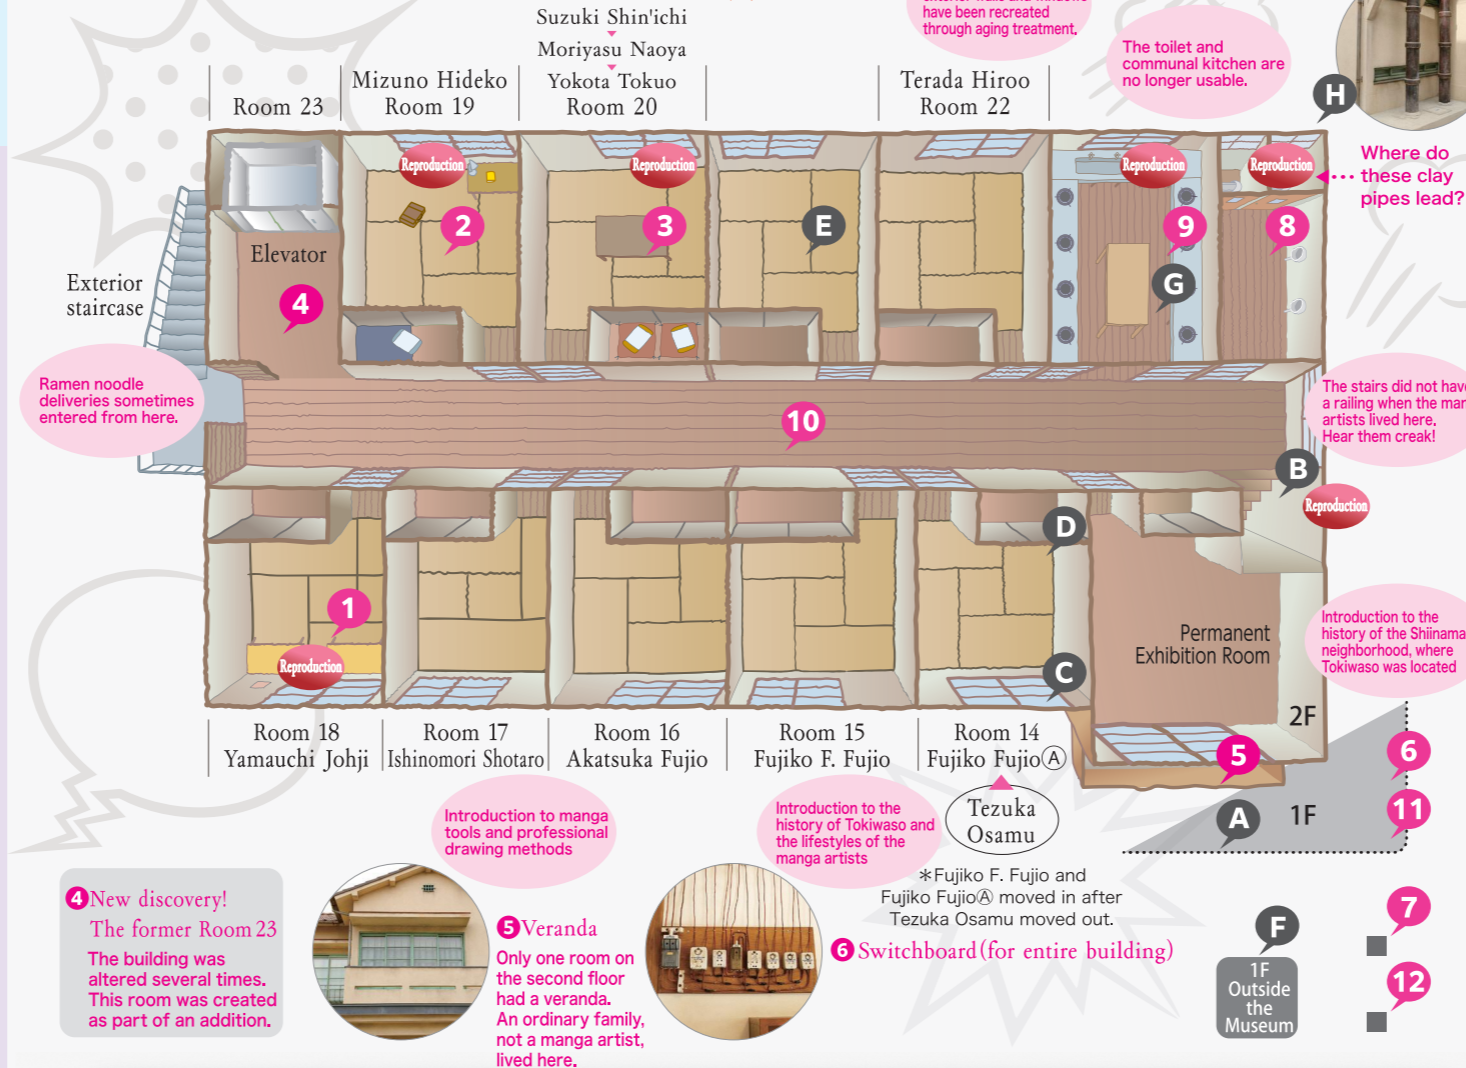 Suzuki Shin'ichi
Moriyasu Naoya
Yokota Tokuo
Room 20
Room 23
Mizuno Hideko
Room 19
Terada Hiroo
Room 22
have been recreated
through aging treatment.
The toilet and
communal kitchen are
no longer usable.
H
Where do
these clay
pipes lead?
Reproduction
Reproduction
Reproduction
Reproduction
2
3
E
9
8
G
Elevator
4
Exterior
staircase
Ramen noodle
deliveries sometimes
entered from here.
10
The stairs did not have
a railing when the
artists lived here.
Hear them creak!
B
Reproduction
D
1
Reproduction
C
Permanent
Exhibition Room
Introduction to the
history of the
neighborhood, where
Tokiwaso was located
2F
5
6
11
A
1F
Room 18
Yamauchi Johji
Room 17
Ishinomori Shotaro
Room 16
Akatsuka Fujio
Room 15
Fujiko F. Fujio
Room 14
Fujiko FujioⒶ
Tezuka
Osamu
Introduction to manga
tools and professional
drawing methods
Introduction to the
history of Tokiwaso and
the lifestyles of the
manga artists
＊Fujiko F. Fujio and
Fujiko FujioⒶ moved in after
Tezuka Osamu moved out.
4 New discovery!
The former Room 23
The building was
altered several times.
This room was created
as part of an addition.
5 Veranda
Only one room on
the second floor
had a veranda.
An ordinary family,
not a manga artist,
lived here.
6 Switchboard (for entire building)
F
1F
Outside
the
Museum
7
12